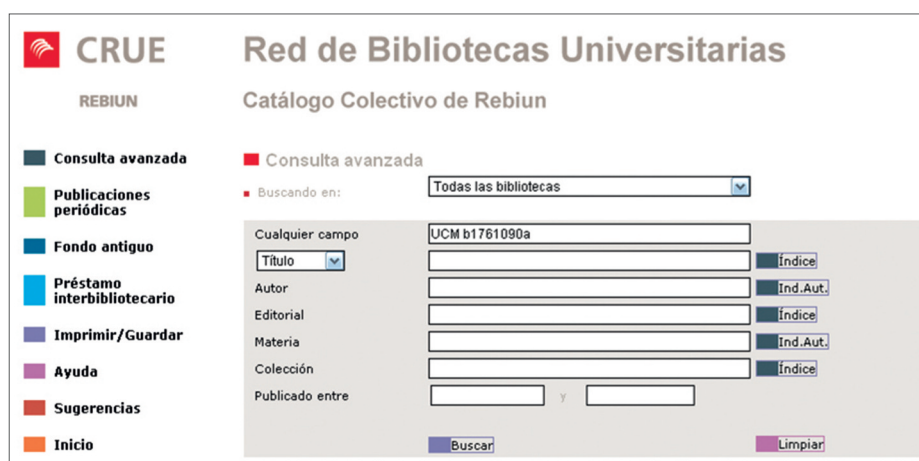 CRUE
Red de Bibliotecas Universitarias
REBIUN
Catálogo Colectivo de Rebiun
Consulta avanzada
Publicaciones
periódicas
Fondo antiguo
Préstamo
interbibliotecario
Imprimir/Guardar
Ayuda
Sugerencias
Inicio
Consulta avanzada
Buscando en:
Todas las bibliotecas
Cualquier campo
UCM b1761090a
Título
Índice
Autor
Ind.Aut.
Editorial
Índice
Materia
Ind.Aut.
Colección
Índice
Publicado entre
y
Buscar
Limpiar